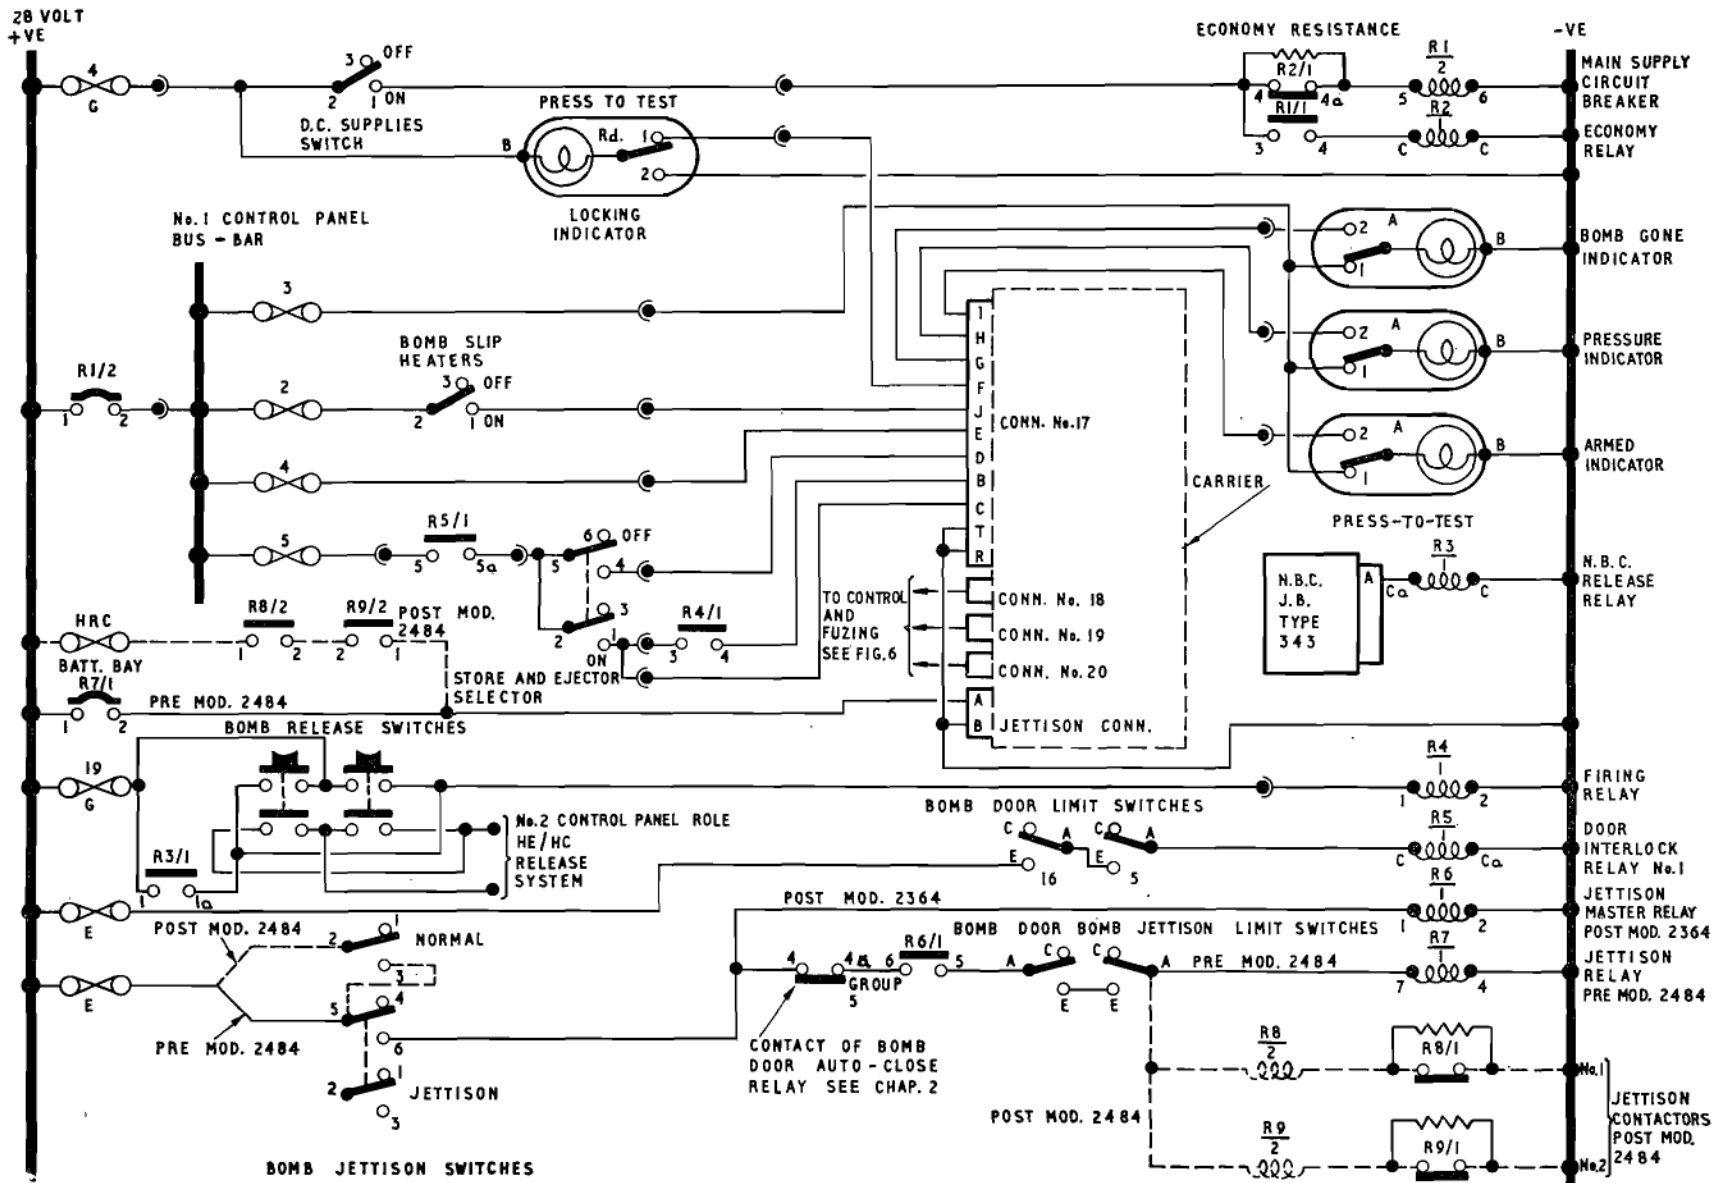 28 VOLT
+VE
ECONOMY RESISTANCE
-VE
4
G
3 OFF
2 1 ON
D.C. SUPPLIES
SWITCH
PRESS TO TEST
B Rd. 1
2
LOCKING
INDICATOR
R2/1
4 4a
R1/1
3 4
R1
2
5 6
R2
1
C C
MAIN SUPPLY
CIRCUIT
BREAKER
ECONOMY
RELAY
No.1 CONTROL PANEL
BUS - BAR
3
2 A B
1
BOMB GONE
INDICATOR
2 A B
1
PRESSURE
INDICATOR
2 A B
1
ARMED
INDICATOR
PRESS-TO-TEST
R1/2
1 2
2
BOMB SLIP
HEATERS
3 OFF
2 1 ON
4
5
R5/1
5 5a
6 OFF
5 4
3
2 1
ON
STORE AND EJECTOR
SELECTOR
R4/1
3 4
I
H
G
F
J
E
D
B
C
T
R
CONN. No.17
CARRIER
TO CONTROL
AND
FUZING
SEE FIG.6
CONN. No. 18
CONN. No. 19
CONN. No. 20
A
B
JETTISON CONN.
N.B.C.
J.B.
TYPE
343
A
R3
1
Ca C
N.B.C.
RELEASE
RELAY
HRC
BATT. BAY
R8/2
1 2
R9/2
2 1
POST MOD.
2484
R7/1
1 2
PRE MOD. 2484
BOMB RELEASE SWITCHES
19
G
R3/1
1 1a
No.2 CONTROL PANEL ROLE
HE/HC
RELEASE
SYSTEM
BOMB DOOR LIMIT SWITCHES
C A C A
E E
16 5
R4
1
1 2
FIRING
RELAY
R5
1
C Ca
DOOR
INTERLOCK
RELAY No.1
R6
1
1 2
JETTISON
MASTER RELAY
POST MOD. 2364
R7
1
7 4
JETTISON
RELAY
PRE MOD. 2484
E
POST MOD. 2484
E
PRE MOD. 2484
1
2 NORMAL
3
4
5
6
1
2 JETTISON
3
BOMB JETTISON SWITCHES
POST MOD. 2364
BOMB DOOR BOMB JETTISON LIMIT SWITCHES
4 4a
GROUP
5
R6/1
6 5
A C C A
E E
PRE MOD. 2484
CONTACT OF BOMB
DOOR AUTO-CLOSE
RELAY SEE CHAP. 2
POST MOD. 2484
R8
2
R8/1
No.1
R9
2
R9/1
No.2
JETTISON
CONTACTORS
POST MOD.
2484